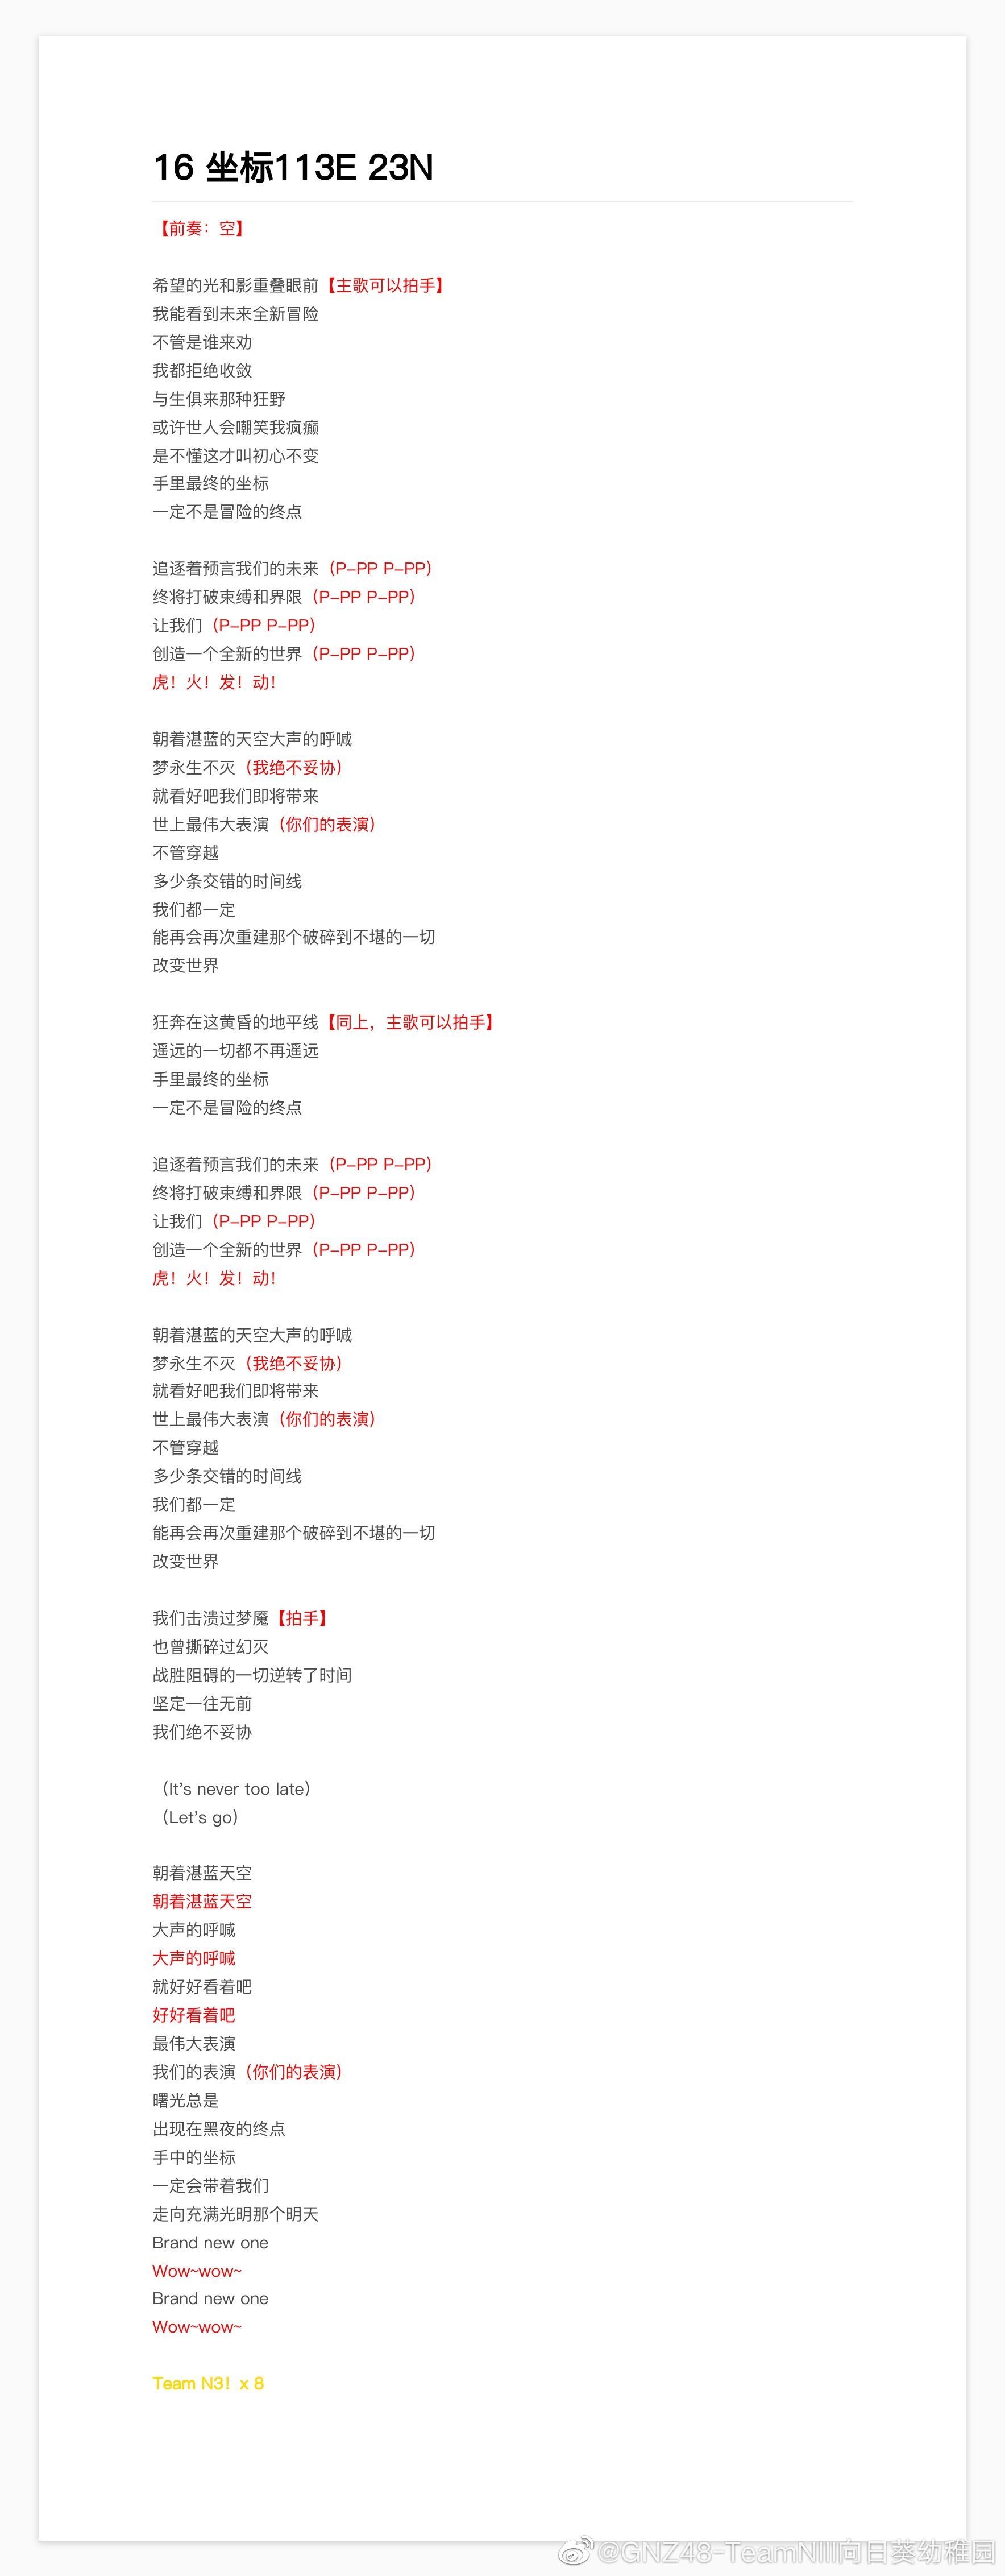 16 坐标113E 23N
【前奏：空】
希望的光和影重叠眼前【主歌可以拍手】
我能看到未来全新冒险
不管是谁来劝
我都拒绝收敛
与生俱来那种狂野
或许世人会嘲笑我疯癫
是不懂这才叫初心不变
手里最终的坐标
一定不是冒险的终点
追逐着预言我们的未来（P-PP P-PP）
终将打破束缚和界限（P-PP P-PP）
让我们（P-PP P-PP）
创造一个全新的世界（P-PP P-PP）
虎！火！发！动！
朝着湛蓝的天空大声的呼喊
梦永生不灭（我绝不妥协）
就看好吧我们即将带来
世上最伟大表演（你们的表演）
不管穿越
多少条交错的时间线
我们都一定
能再会再次重建那个破碎到不堪的一切
改变世界
狂奔在这黄昏的地平线【同上，主歌可以拍手】
遥远的一切都不再遥远
手里最终的坐标
一定不是冒险的终点
追逐着预言我们的未来（P-PP P-PP）
终将打破束缚和界限（P-PP P-PP）
让我们（P-PP P-PP）
创造一个全新的世界（P-PP P-PP）
虎！火！发！动！
朝着湛蓝的天空大声的呼喊
梦永生不灭（我绝不妥协）
就看好吧我们即将带来
世上最伟大表演（你们的表演）
不管穿越
多少条交错的时间线
我们都一定
能再会再次重建那个破碎到不堪的一切
改变世界
我们击溃过梦魇【拍手】
也曾撕碎过幻灭
战胜阻碍的一切逆转了时间
坚定一往无前
我们绝不妥协
（It's never too late）
（Let's go）
朝着湛蓝天空
朝着湛蓝天空
大声的呼喊
大声的呼喊
就好好看着吧
好好看着吧
最伟大表演
我们的表演（你们的表演）
曙光总是
出现在黑夜的终点
手中的坐标
一定会带着我们
走向充满光明那个明天
Brand new one
Wow~wow~
Brand new one
Wow~wow~
Team N3！x 8
@GNZ48-TeamNIII向日葵幼稚园